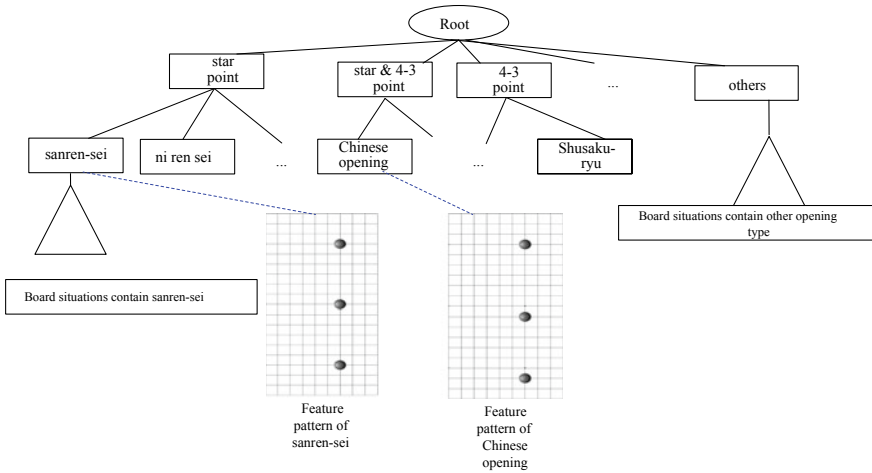 Root
star
point
star & 4-3
point
4-3
point
...
others
sanren-sei
ni ren sei
...
Chinese
opening
...
Shusaku-
ryu
Board situations contain other opening
type
Board situations contain sanren-sei
Feature
pattern of
sanren-sei
Feature
pattern of
Chinese
opening